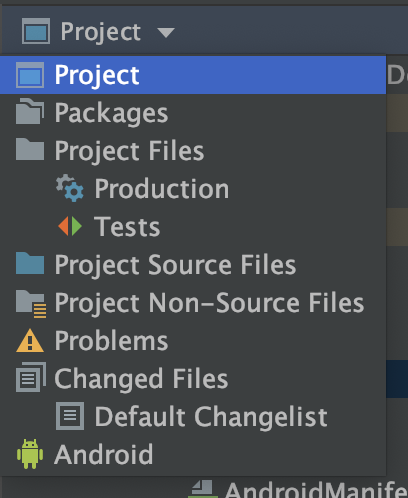 Project
Project
Packages
Project Files
Production
Tests
Project Source Files
Project Non-Source Files
Problems
Changed Files
Default Changelist
Android
AndroidManife